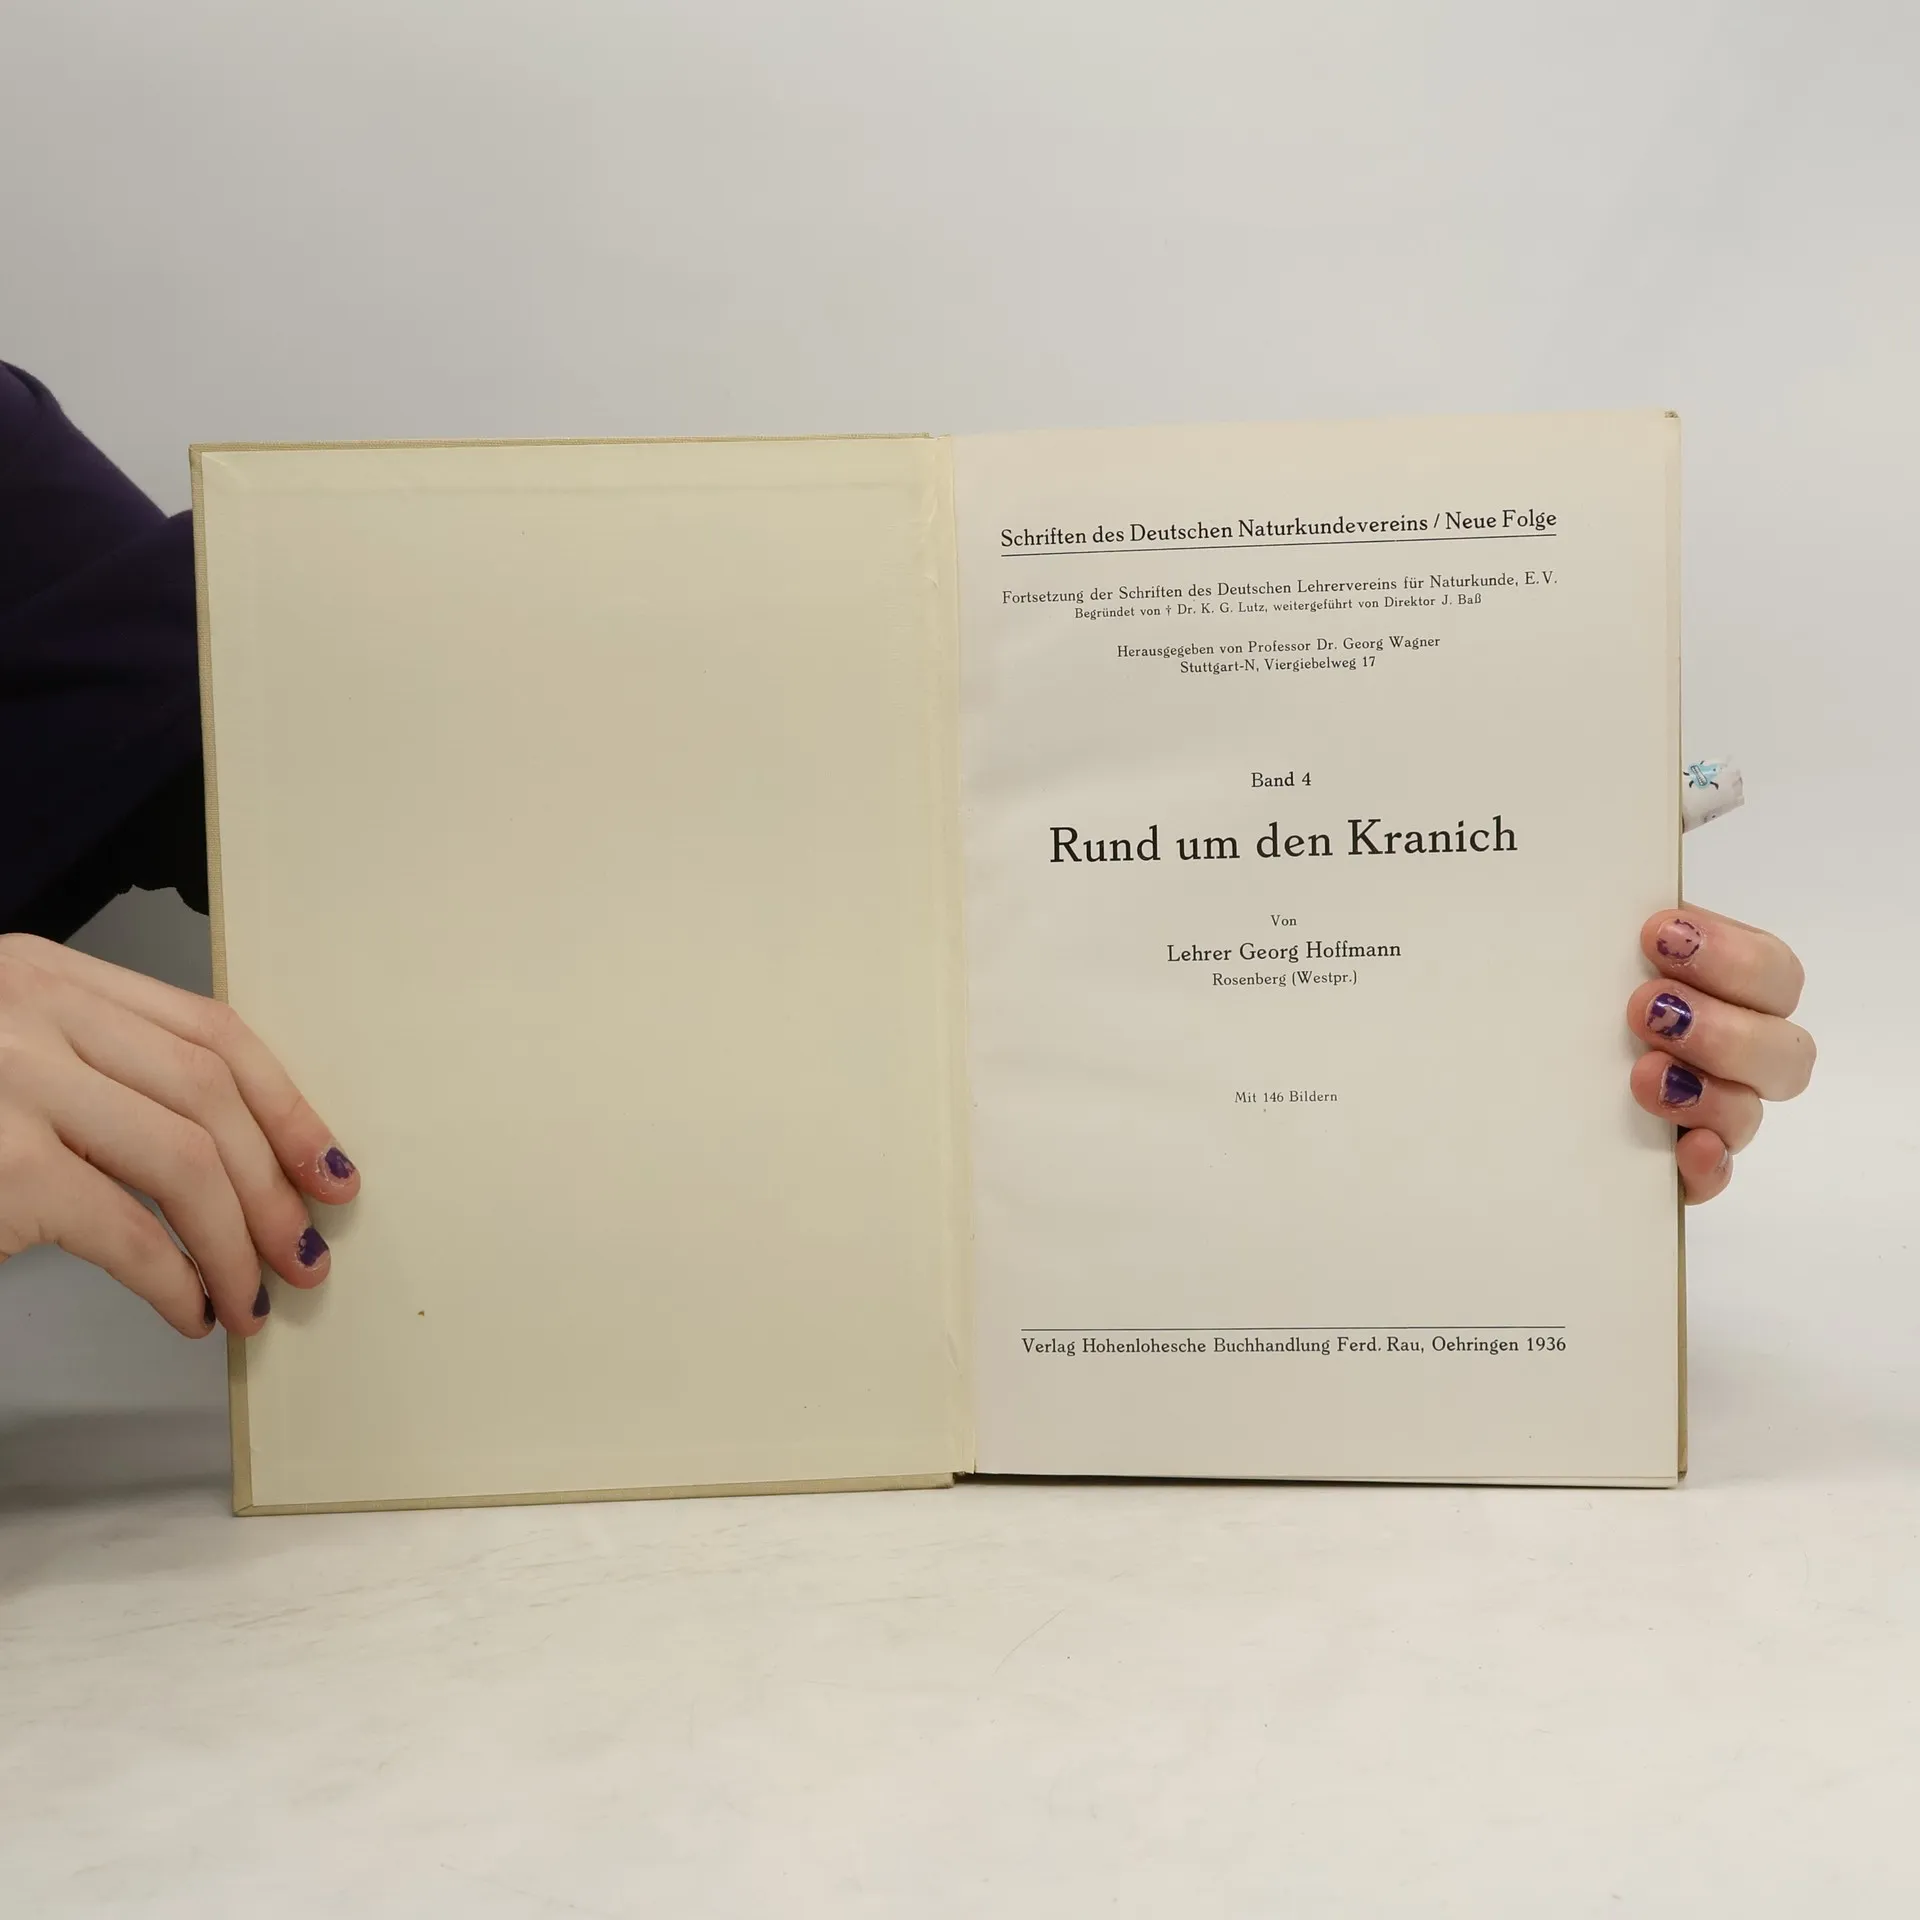 Schriften des Deutschen Naturkundevereins / Neue Folge
Fortsetzung der Schriften des Deutschen Lehrervereins für Naturkunde, E. V.
Begründet von † Dr. K. G. Lutz, weitergeführt von Direktor J. Baß
Herausgegeben von Professor Dr. Georg Wagner
Stuttgart-N, Viergiebelweg 17
Band 4
Rund um den Kranich
Von
Lehrer Georg Hoffmann
Rosenberg (Westpr.)
Mit 146 Bildern
Verlag Hohenlohesche Buchhandlung Ferd. Rau, Oehringen 1936